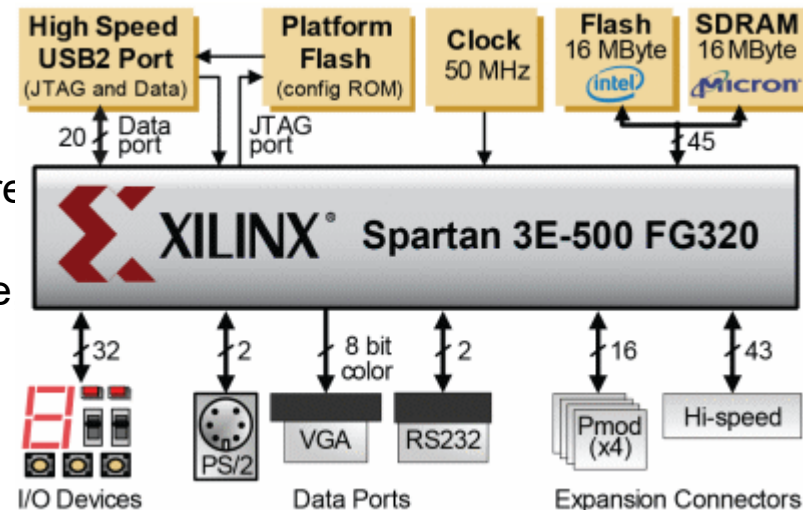 High Speed
USB2 Port
(JTAG and Data)
Platform
Flash
(config ROM)
Clock
50 MHz
Flash
16 MByte
intel
SDRAM
16 MByte
Micron
20
Data
port
JTAG
port
45
re
e
XILINX® Spartan 3E-500 FG320
32
2
8 bit
color
2
16
43
PS/2
VGA
RS232
Pmod
(x4)
Hi-speed
I/O Devices
Data Ports
Expansion Connectors